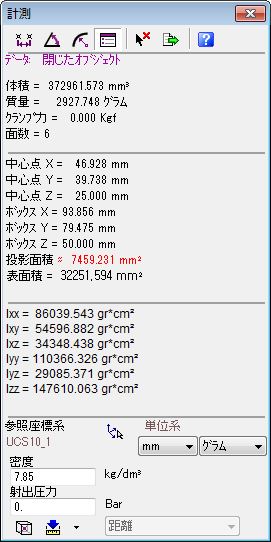 計測
データ: 閉じたオブジェクト
体積 = 372961.573 mm³
質量 = 2927.748 グラム
クランプ力 = 0.000 Kgf
面数 = 6
中心点 X = 46.928 mm
中心点 Y = 39.738 mm
中心点 Z = 25.000 mm
ボックス X = 93.856 mm
ボックス Y = 79.475 mm
ボックス Z = 50.000 mm
投影面積 ≈ 7459.231 mm²
表面積 = 32251.594 mm²
Ixx = 86039.543 gr*cm²
Ixy = 54596.882 gr*cm²
Ixz = 34348.438 gr*cm²
Iyy = 110366.326 gr*cm²
Iyz = 29085.371 gr*cm²
Izz = 147610.063 gr*cm²
参照座標系 単位系
UCS10_1 mm グラム
密度
7.85 kg/dm³
射出圧力
0. Bar
距離